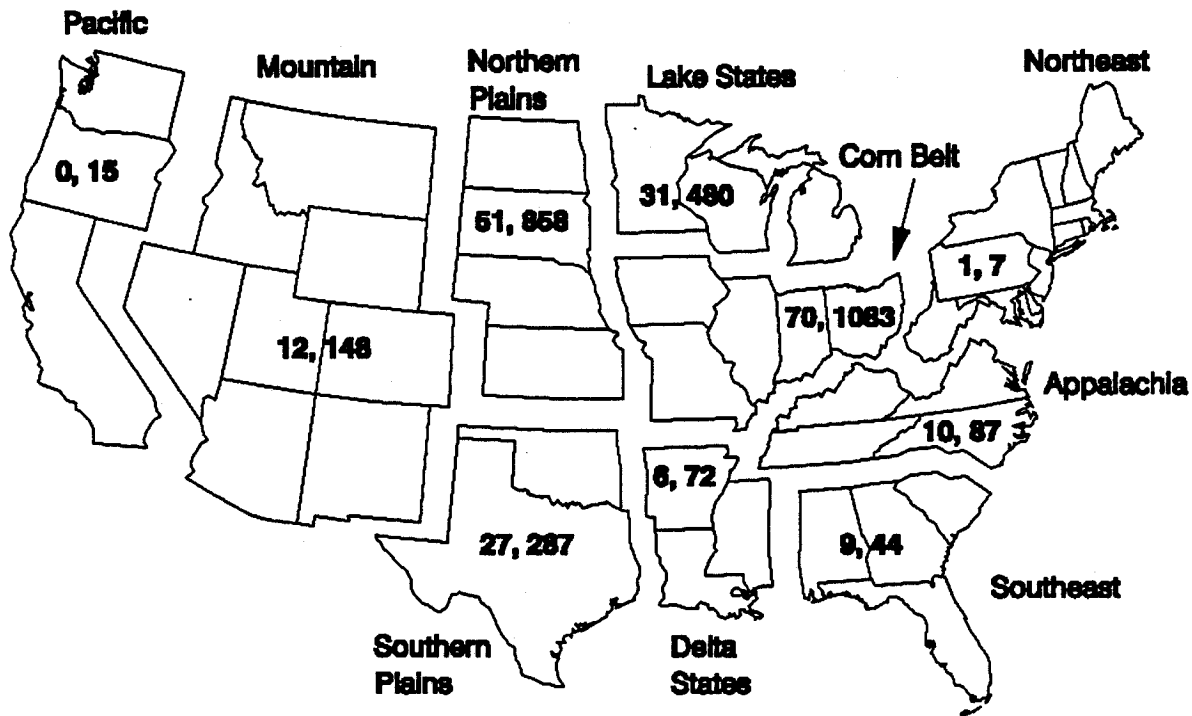 Pacific
Mountain
Northern
Plains
Lake States
Northeast
Corn Belt
0, 15
31, 480
51, 858
1, 7
70, 1083
12, 148
Appalachia
10, 87
6, 72
27, 287
9, 44
Southeast
Southern
Plains
Delta
States